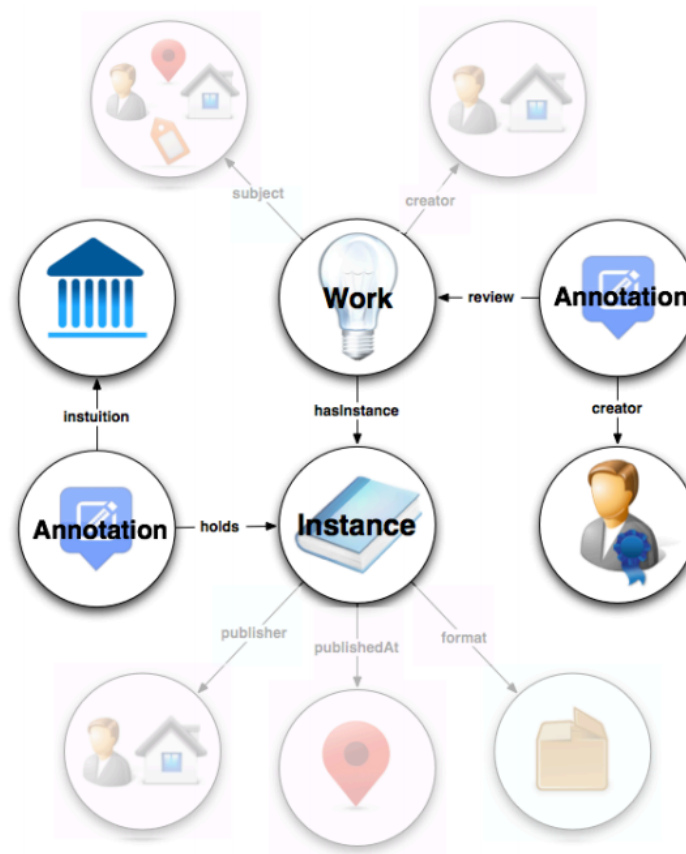 subject
creator
Work
review
Annotation
instuition
hasInstance
creator
Annotation
holds
Instance
publisher
publishedAt
format